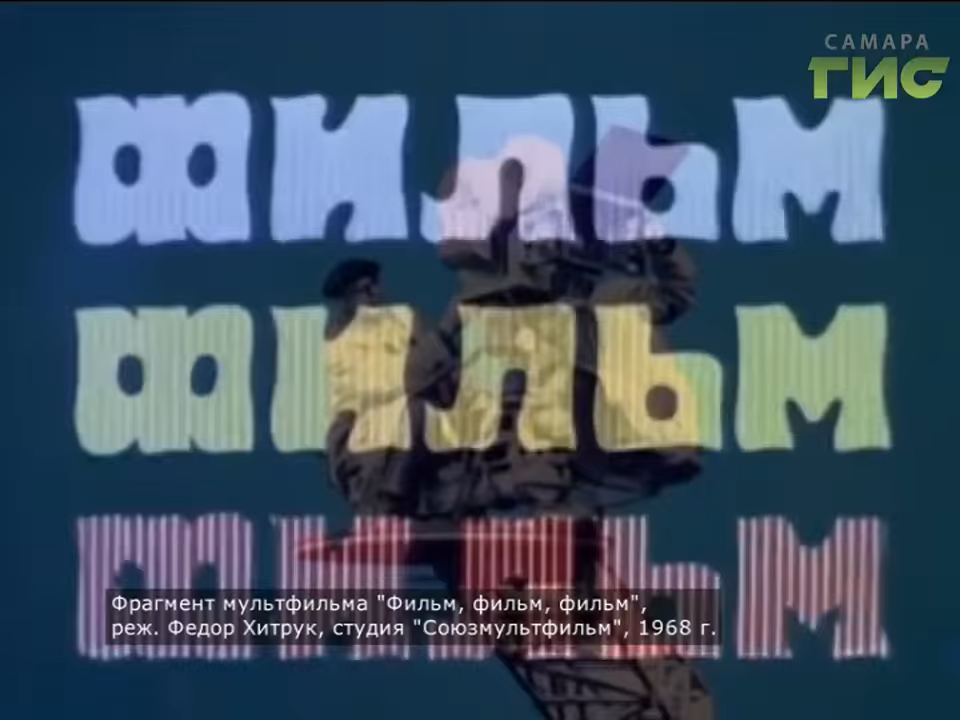 САМАРА
ГИС
ФИЛЬМ
ФИЛЬМ
ФИЛЬМ
Фрагмент мультфильма "Фильм, фильм, фильм",
реж. Федор Хитрук, студия "Союзмультфильм", 1968 г.